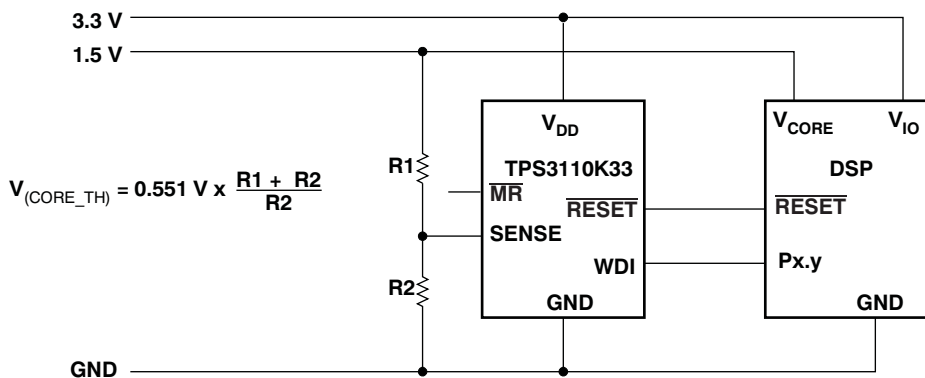 3.3 V
1.5 V
V(CORE_TH) = 0.551 V x R1 + R2
R2
R1
R2
GND
VDD
TPS3110K33
MR
RESET
SENSE
WDI
GND
VCORE
VIO
DSP
RESET
Px.y
GND